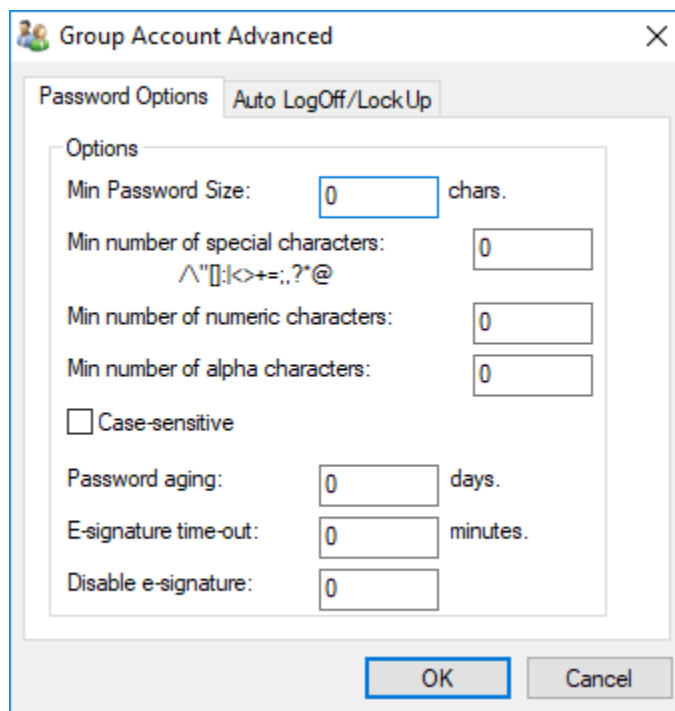 Group Account Advanced
Password Options Auto LogOff/LockUp
Options
Min Password Size: 0 chars.
Min number of special characters: 0
/\"[]:|<>+=;,?*@
Min number of numeric characters: 0
Min number of alpha characters: 0
Case-sensitive
Password aging: 0 days.
E-signature time-out: 0 minutes.
Disable e-signature: 0
OK Cancel